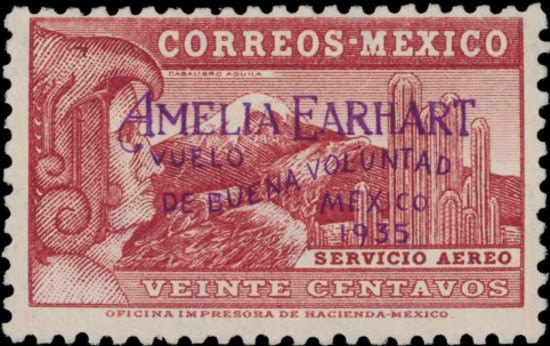 CORREOS-MEXICO
CABALLERO AGUILA
AMELIA EARHART
VUELO
DE BUENA VOLUNTAD
MEXICO
1935
SERVICIO AEREO
VEINTE CENTAVOS
OFICINA IMPRESORA DE HACIENDA-MEXICO.